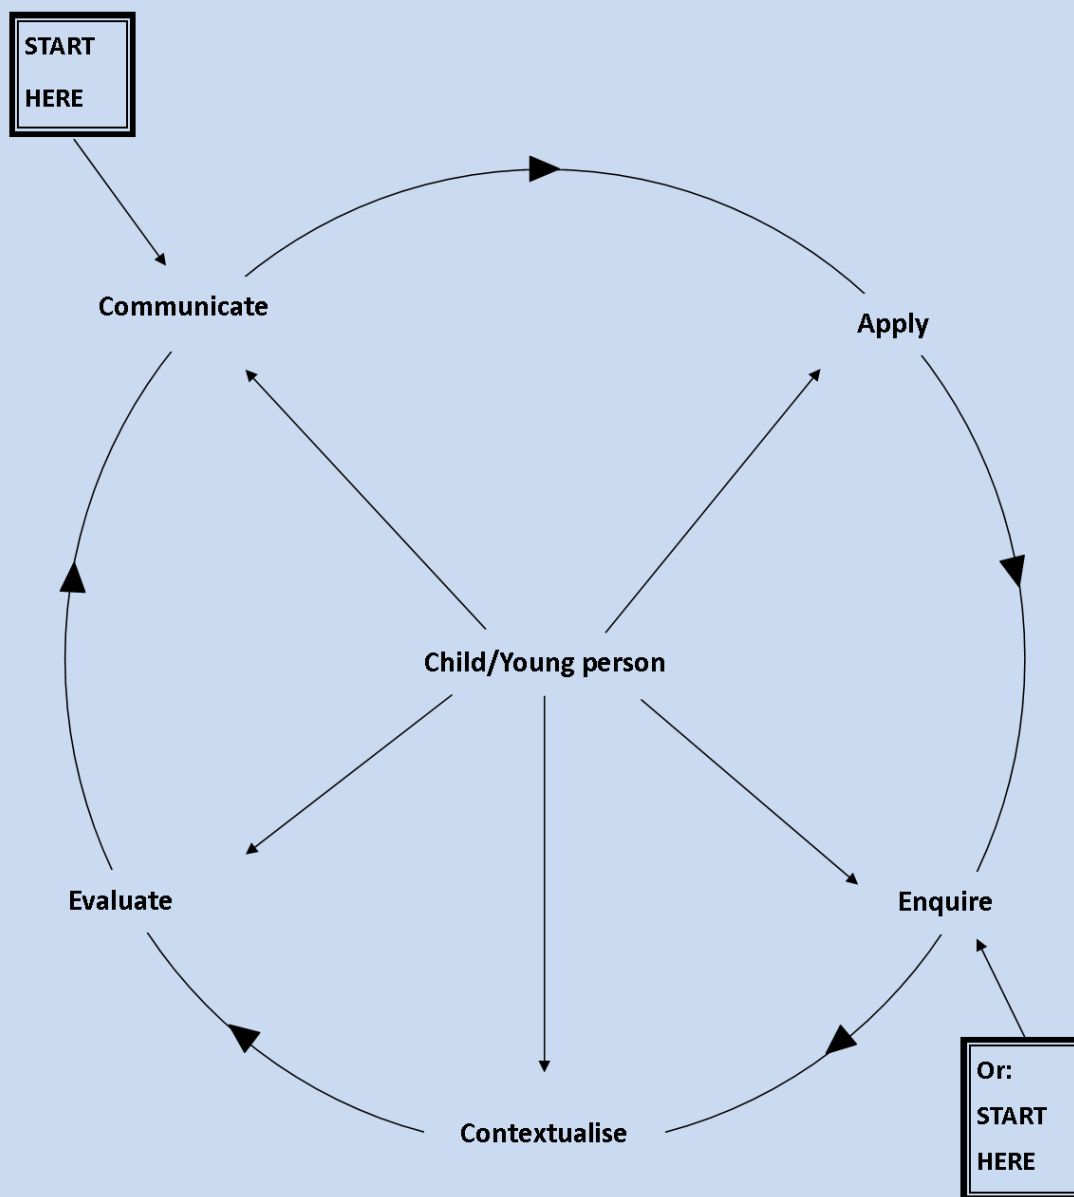 START
HERE
Communicate
Apply
Child/Young person
Evaluate
Enquire
Contextualise
Or:
START
HERE